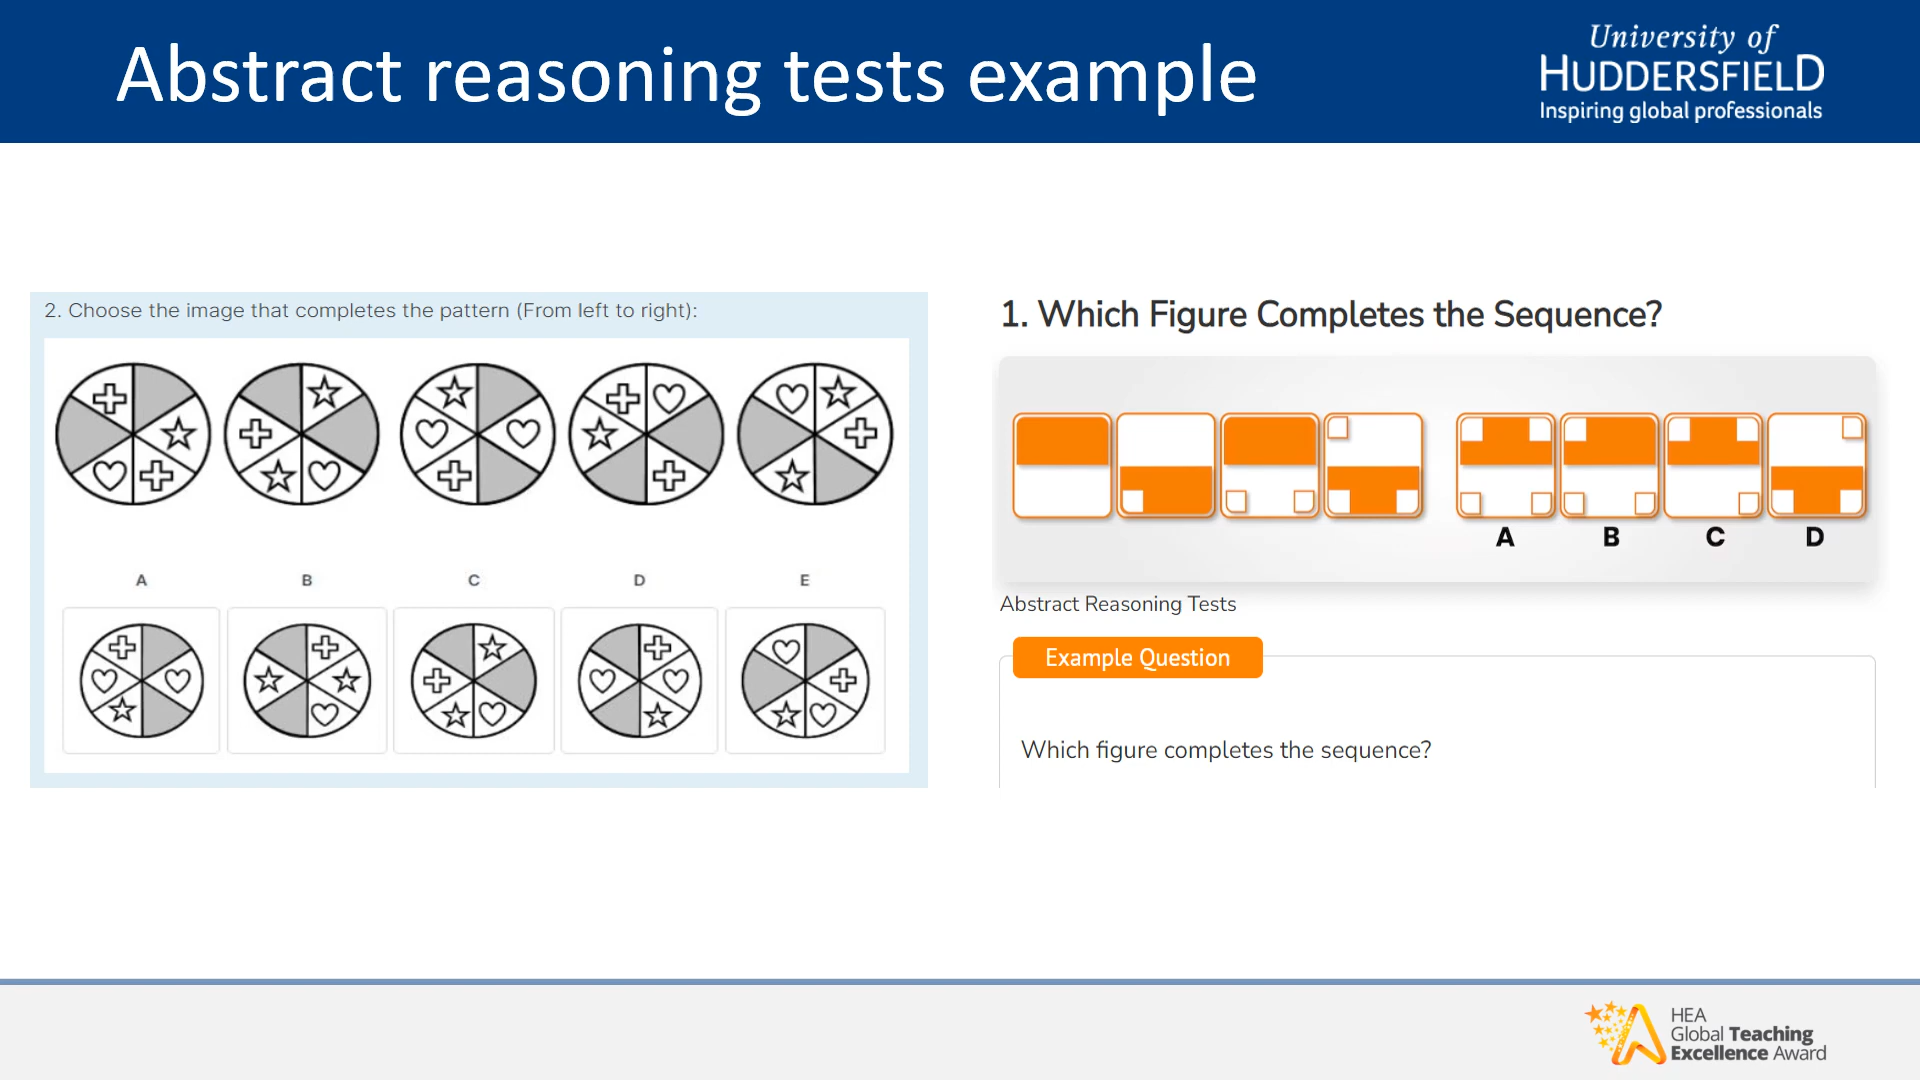 Abstract reasoning tests example
University of
HUDDERSFIELD
Inspiring global professionals
2. Choose the image that completes the pattern (From left to right):
A B C D E
1. Which Figure Completes the Sequence?
A B C D
Abstract Reasoning Tests
Example Question
Which figure completes the sequence?
HEA
Global Teaching
Excellence Award